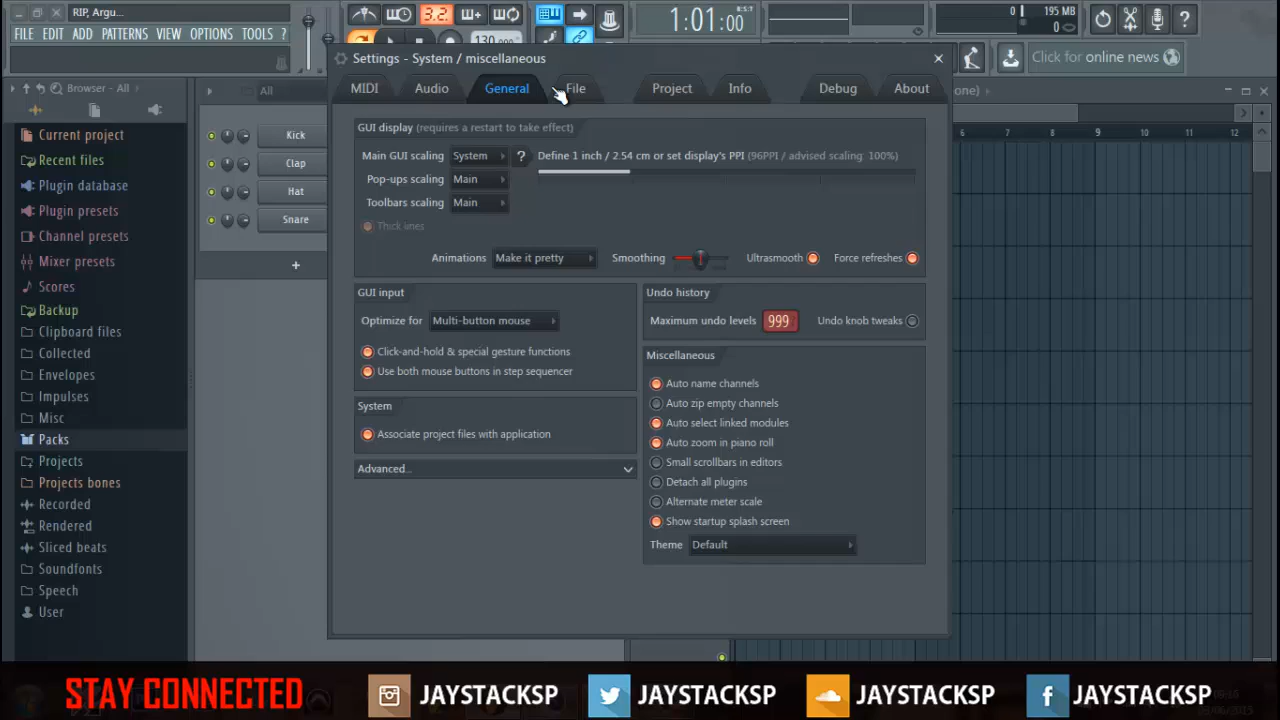 RIP, Argu...
FILE EDIT ADD PATTERNS VIEW OPTIONS TOOLS ?
3.2
130.000
1:01:00
0
195 MB
0
Click for online news
Browser - All
All
Current project
Recent files
Plugin database
Plugin presets
Channel presets
Mixer presets
Scores
Backup
Clipboard files
Collected
Envelopes
Impulses
Misc
Packs
Projects
Projects bones
Recorded
Rendered
Sliced beats
Soundfonts
Speech
User
Kick
Clap
Hat
Snare
+
Settings - System / miscellaneous
MIDI Audio General File Project Info Debug About
GUI display (requires a restart to take effect)
Main GUI scaling System ? Define 1 inch / 2.54 cm or set display's PPI (96PPI / advised scaling: 100%)
Pop-ups scaling Main
Toolbars scaling Main
Thick lines
Animations Make it pretty Smoothing Ultrasmooth Force refreshes
GUI input
Optimize for Multi-button mouse
Click-and-hold & special gesture functions
Use both mouse buttons in step sequencer
System
Associate project files with application
Advanced...
Undo history
Maximum undo levels 999 Undo knob tweaks
Miscellaneous
Auto name channels
Auto zip empty channels
Auto select linked modules
Auto zoom in piano roll
Small scrollbars in editors
Detach all plugins
Alternate meter scale
Show startup splash screen
Theme Default
one)
6 7 8 9 10 11 12
STAY CONNECTED JAYSTACKSP JAYSTACKSP JAYSTACKSP JAYSTACKSP